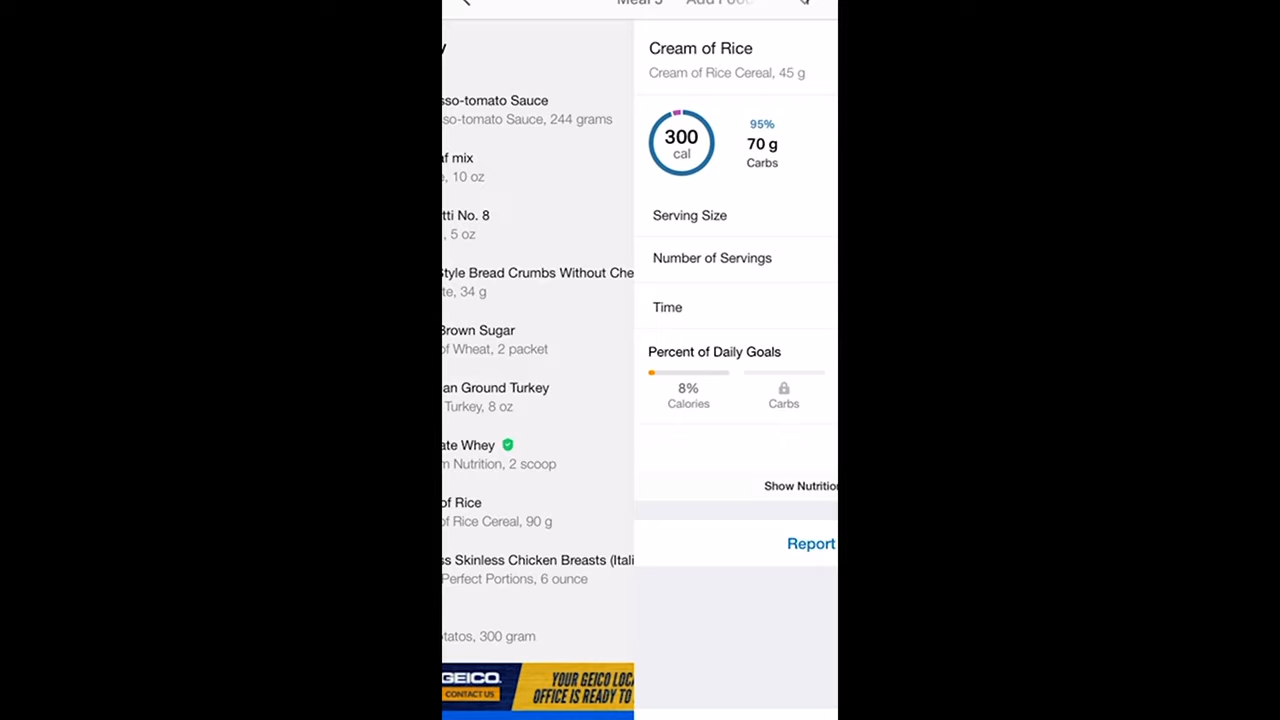 y
sso-tomato Sauce
so-tomato Sauce, 244 grams
af mix
e, 10 oz
tti No. 8
, 5 oz
Style Bread Crumbs Without Che
te, 34 g
Brown Sugar
of Wheat, 2 packet
an Ground Turkey
Turkey, 8 oz
ate Whey
m Nutrition, 2 scoop
of Rice
of Rice Cereal, 90 g
ss Skinless Chicken Breasts (Itali
Perfect Portions, 6 ounce
tatos, 300 gram
GEICO.
CONTACT US
YOUR GEICO LOCA
OFFICE IS READY TO
Meal 5
Add Food
Cream of Rice
Cream of Rice Cereal, 45 g
300
cal
95%
70 g
Carbs
Serving Size
Number of Servings
Time
Percent of Daily Goals
8%
Calories
Carbs
Show Nutrition
Report